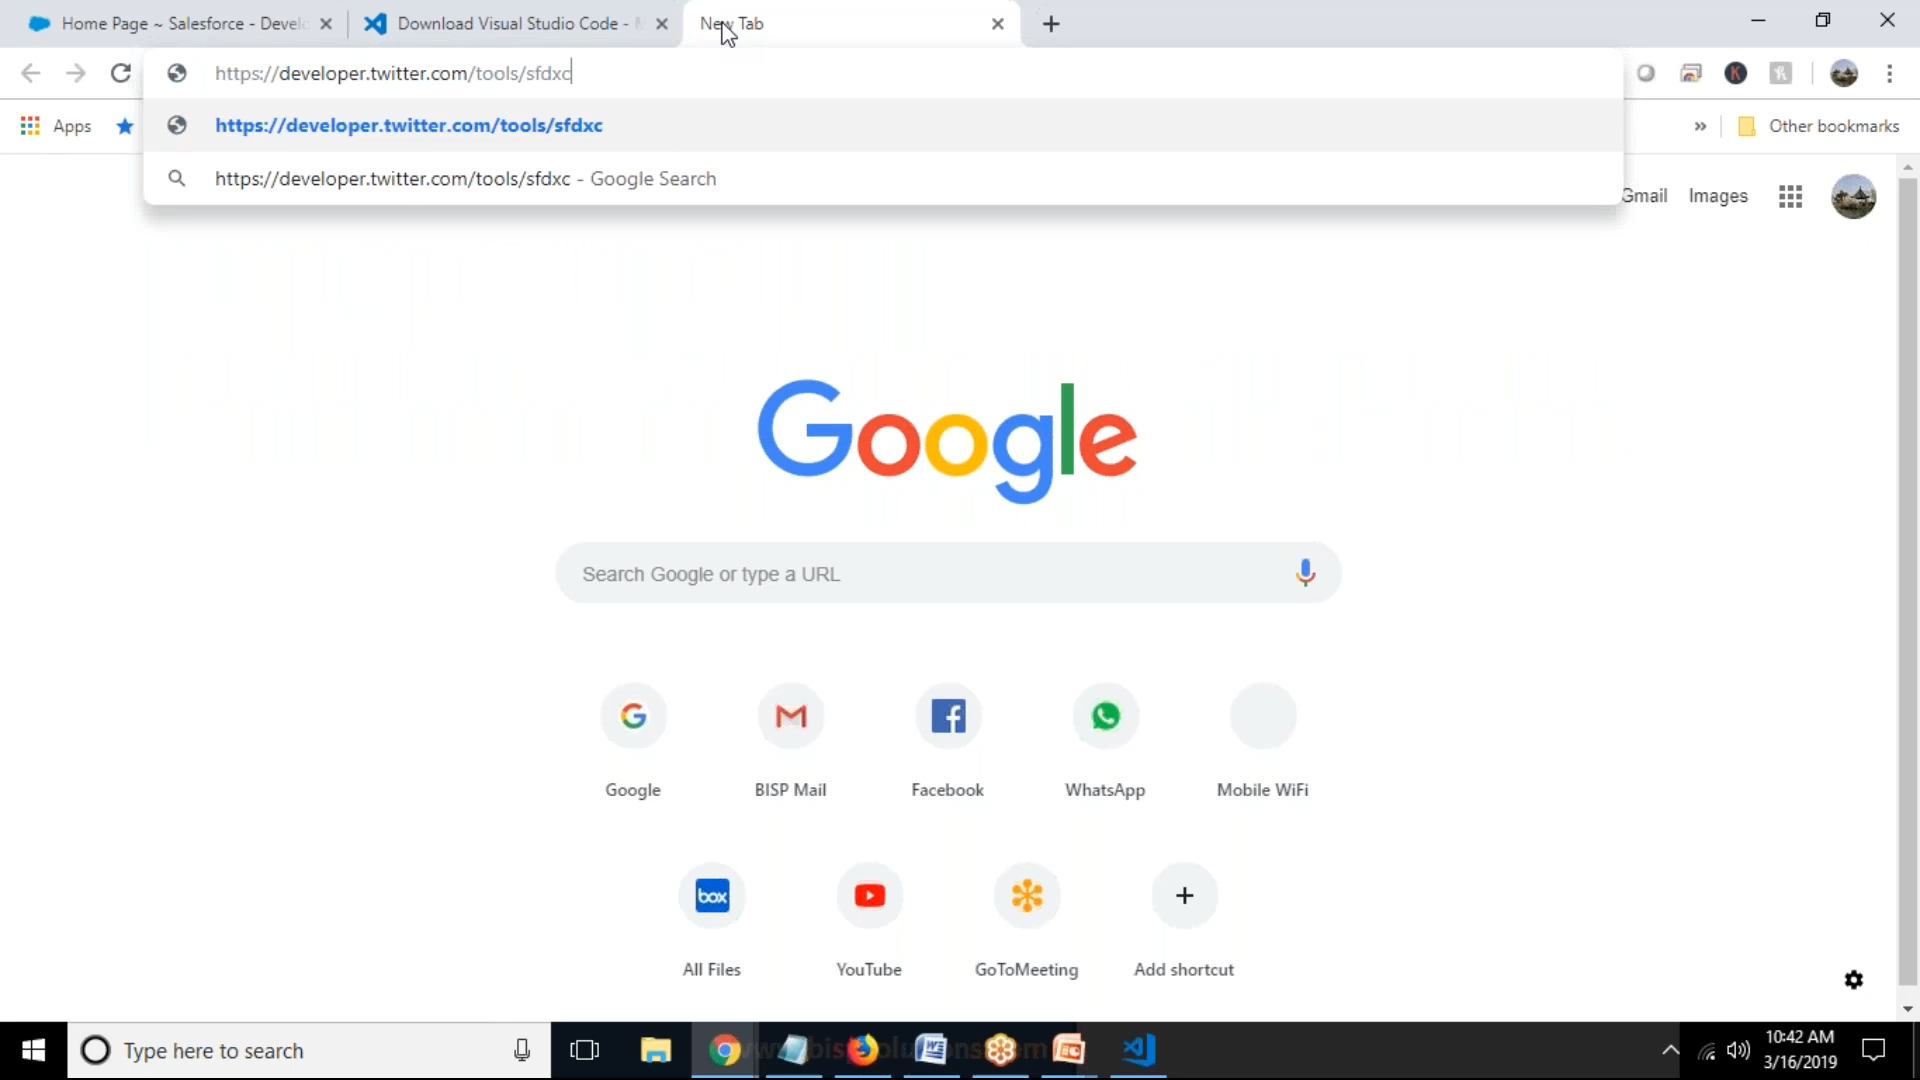 Home Page ~ Salesforce - Develo
Download Visual Studio Code - M
New Tab
https://developer.twitter.com/tools/sfdxc
Apps
https://developer.twitter.com/tools/sfdxc
Other bookmarks
https://developer.twitter.com/tools/sfdxc - Google Search
Gmail
Images
Google
Search Google or type a URL
Google
BISP Mail
Facebook
WhatsApp
Mobile WiFi
box
All Files
YouTube
GoToMeeting
Add shortcut
Type here to search
10:42 AM
3/16/2019